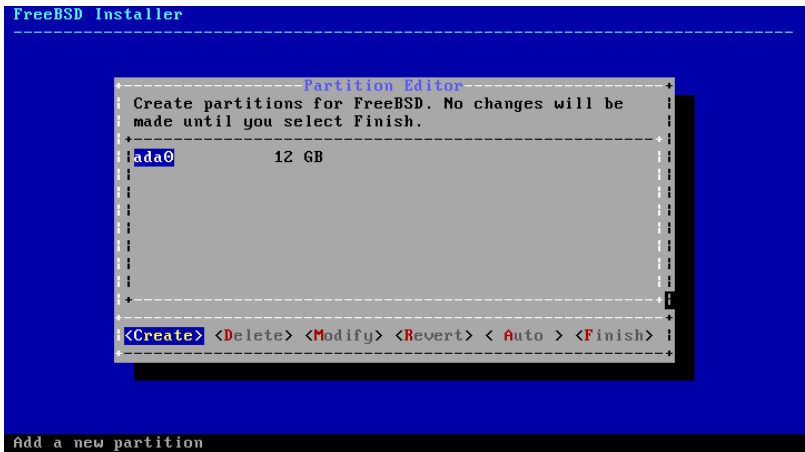 FreeBSD Installer
Partition Editor
Create partitions for FreeBSD. No changes will be
made until you select Finish.
ada0 12 GB
<Create> <Delete> <Modify> <Revert> < Auto > <Finish>
Add a new partition